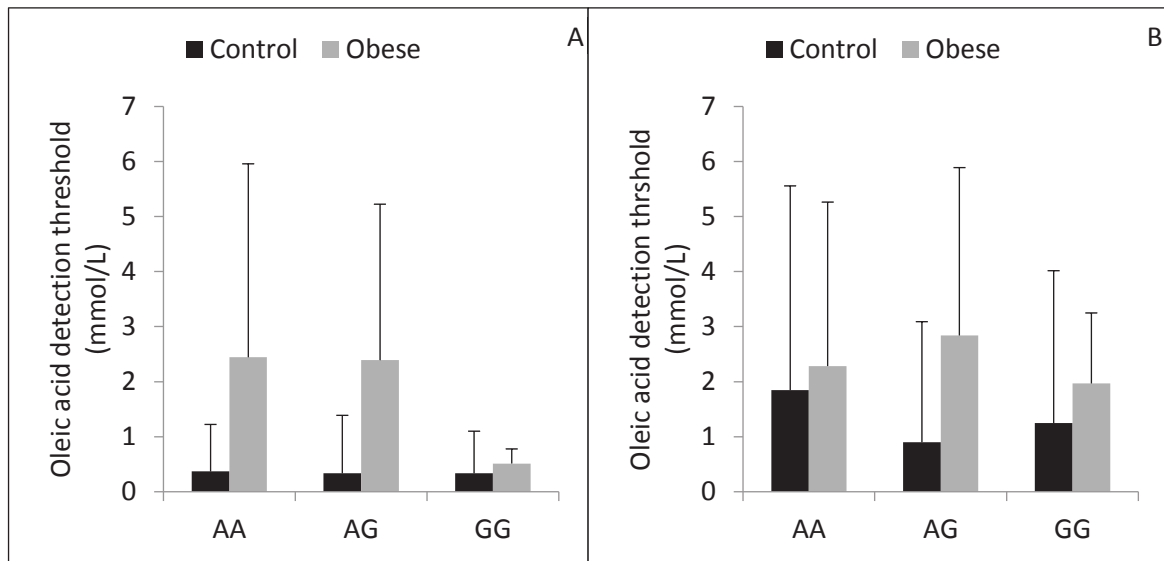 Control Obese A
Oleic acid detection threshold
(mmol/L)
7
6
5
4
3
2
1
0
AA AG GG
Control Obese B
Oleic acid detection thrshold
(mmol/L)
7
6
5
4
3
2
1
0
AA AG GG